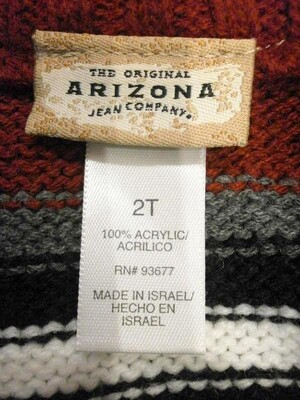 THE ORIGINAL
ARIZONA
JEAN COMPANY.
2T
100% ACRYLIC/
ACRILICO
RN# 93677
MADE IN ISRAEL/
HECHO EN
ISRAEL